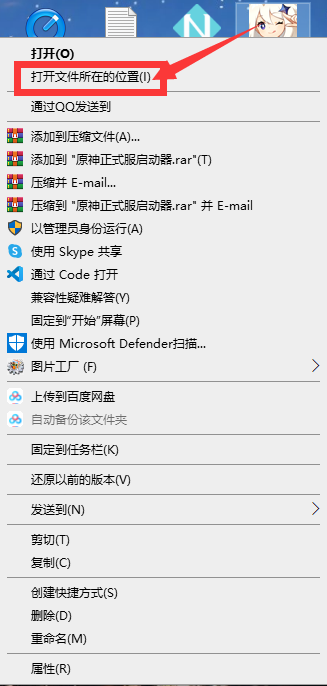 打开(O)
打开文件所在的位置(I)
通过QQ发送到
添加到压缩文件(A)...
添加到 "原神正式服启动器.rar"(T)
压缩并 E-mail...
压缩到 "原神正式服启动器.rar" 并 E-mail
以管理员身份运行(A)
使用 Skype 共享
通过 Code 打开
兼容性疑难解答(Y)
固定到"开始"屏幕(P)
使用 Microsoft Defender扫描...
图片工厂 (F)
上传到百度网盘
自动备份该文件夹
固定到任务栏(K)
还原以前的版本(V)
发送到(N)
剪切(T)
复制(C)
创建快捷方式(S)
删除(D)
重命名(M)
属性(R)